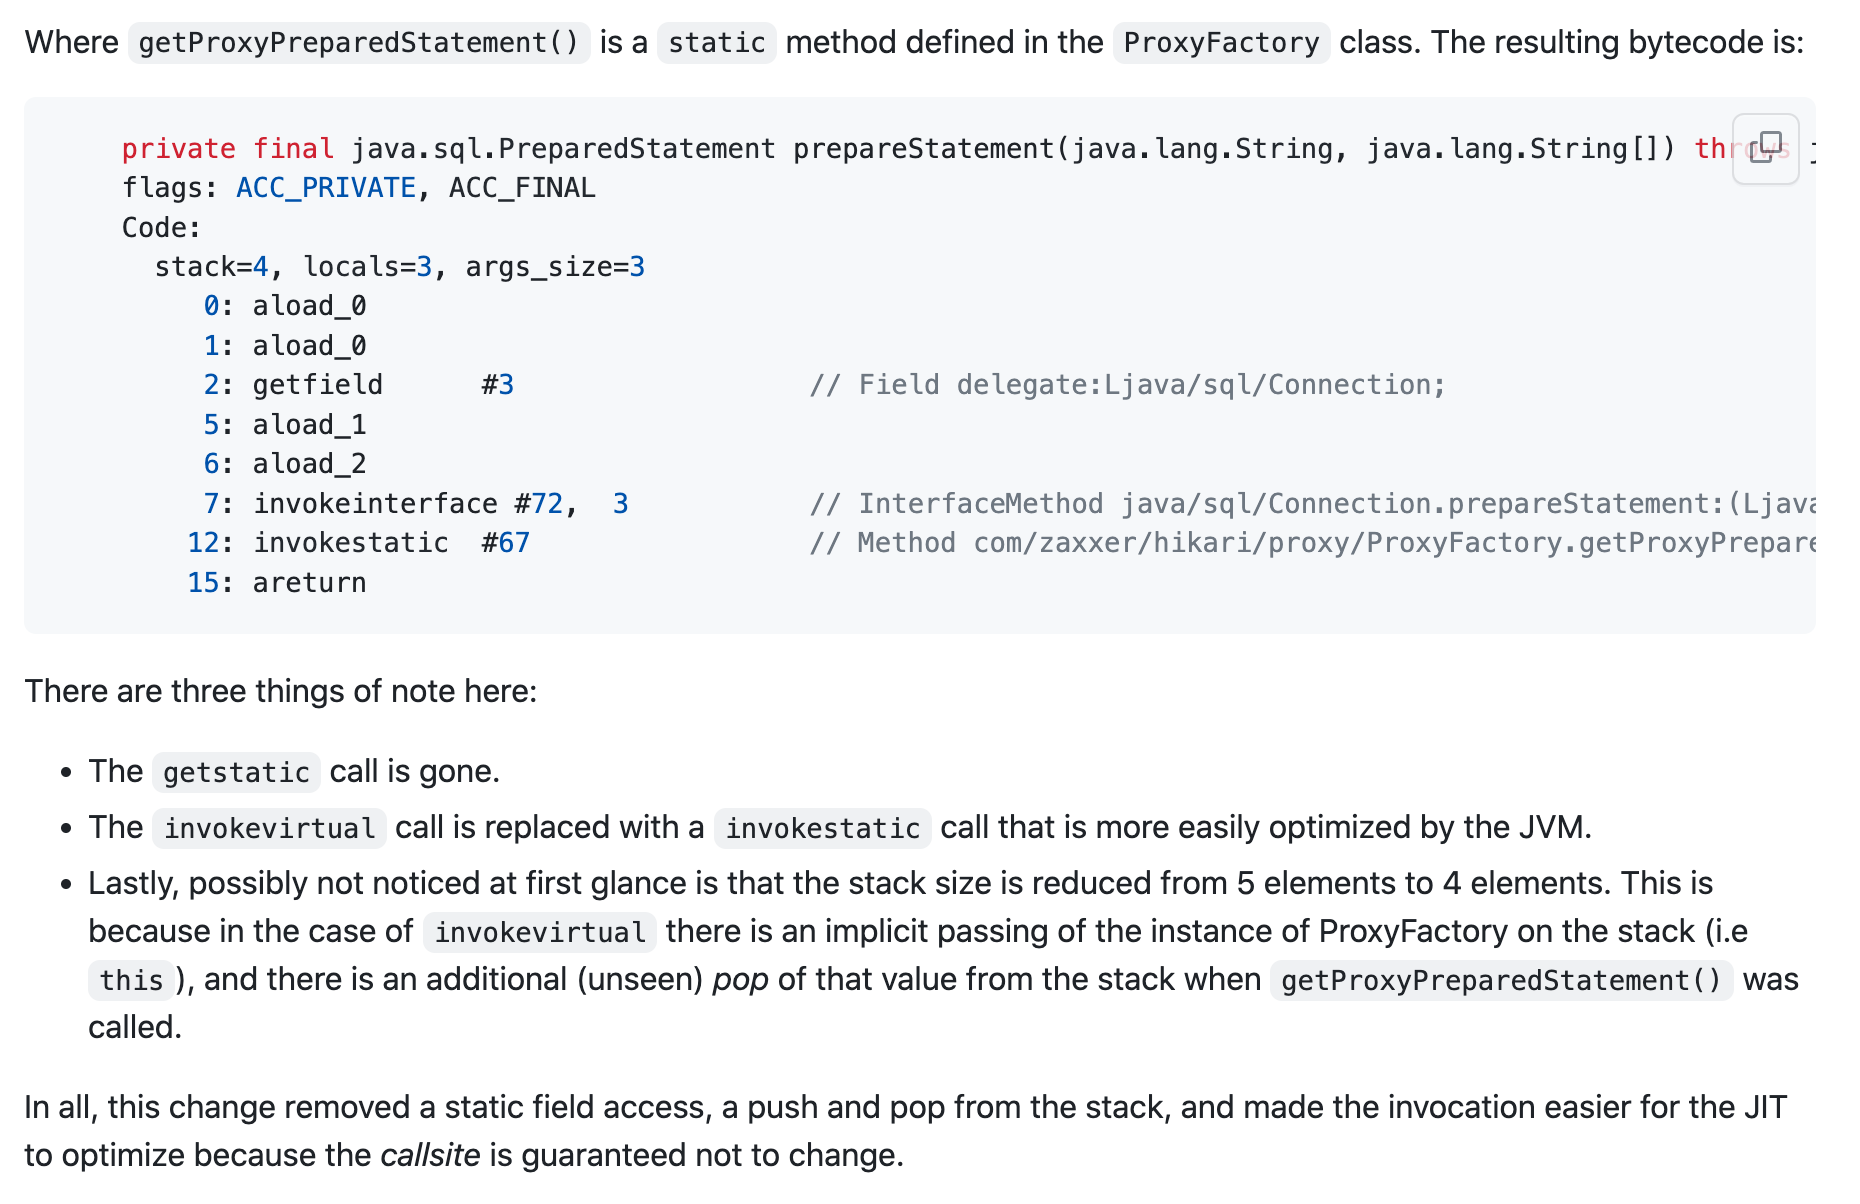 Where getProxyPreparedStatement() is a static method defined in the ProxyFactory class. The resulting bytecode is:
private final java.sql.PreparedStatement prepareStatement(java.lang.String, java.lang.String[]) throws j
flags: ACC_PRIVATE, ACC_FINAL
Code:
stack=4, locals=3, args_size=3
0: aload_0
1: aload_0
2: getfield #3 // Field delegate:Ljava/sql/Connection;
5: aload_1
6: aload_2
7: invokeinterface #72, 3 // InterfaceMethod java/sql/Connection.prepareStatement:(Ljava
12: invokestatic #67 // Method com/zaxxer/hikari/proxy/ProxyFactory.getProxyPrepare
15: areturn
There are three things of note here:
• The getstatic call is gone.
• The invokevirtual call is replaced with a invokestatic call that is more easily optimized by the JVM.
• Lastly, possibly not noticed at first glance is that the stack size is reduced from 5 elements to 4 elements. This is
because in the case of invokevirtual there is an implicit passing of the instance of ProxyFactory on the stack (i.e
this), and there is an additional (unseen) pop of that value from the stack when getProxyPreparedStatement() was
called.
In all, this change removed a static field access, a push and pop from the stack, and made the invocation easier for the JIT
to optimize because the callsite is guaranteed not to change.